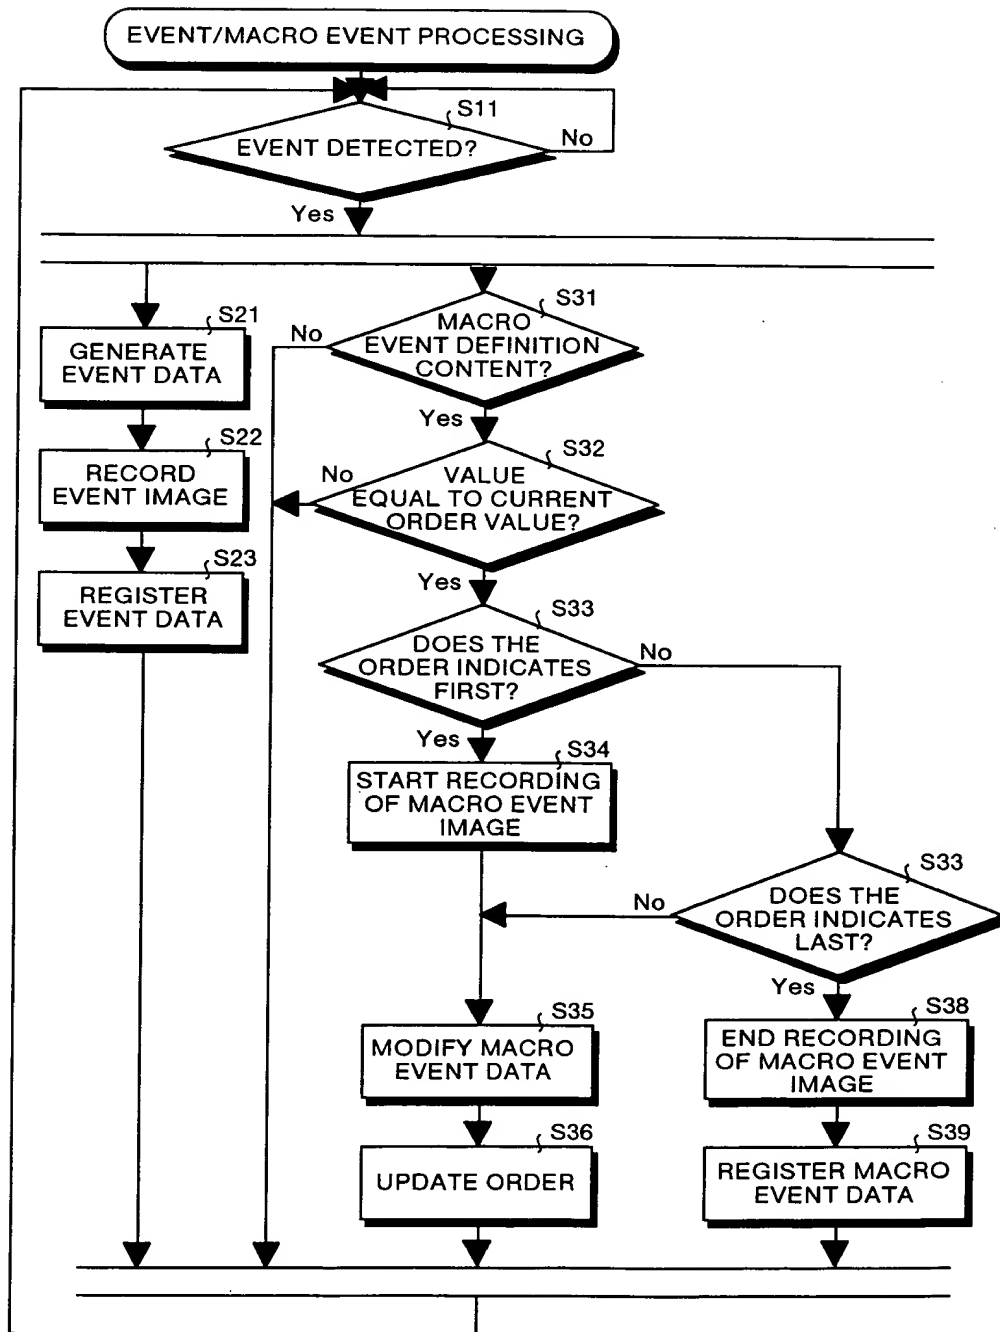 EVENT/MACRO EVENT PROCESSING
S11
EVENT DETECTED?
No
Yes
S21
GENERATE
EVENT DATA
S22
RECORD
EVENT IMAGE
S23
REGISTER
EVENT DATA
S31
No
MACRO
EVENT DEFINITION
CONTENT?
Yes
S32
No
VALUE
EQUAL TO CURRENT
ORDER VALUE?
Yes
S33
DOES THE
ORDER INDICATES
FIRST?
No
Yes
S34
START RECORDING
OF MACRO EVENT
IMAGE
S33
No
DOES THE
ORDER INDICATES
LAST?
Yes
S35
MODIFY MACRO
EVENT DATA
S36
UPDATE ORDER
S38
END RECORDING
OF MACRO EVENT
IMAGE
S39
REGISTER MACRO
EVENT DATA